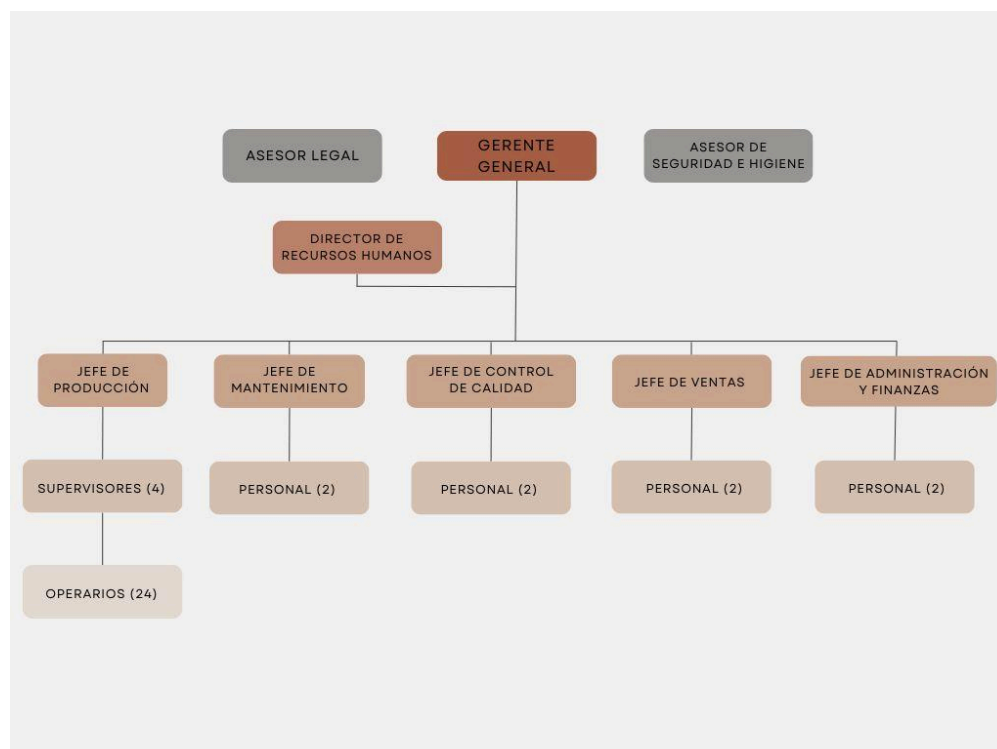 ASESOR LEGAL
GERENTE
GENERAL
ASESOR DE
SEGURIDAD E HIGIENE
DIRECTOR DE
RECURSOS HUMANOS
JEFE DE
PRODUCCIÓN
JEFE DE
MANTENIMIENTO
JEFE DE CONTROL
DE CALIDAD
JEFE DE VENTAS
JEFE DE ADMINISTRACIÓN
Y FINANZAS
SUPERVISORES (4)
PERSONAL (2)
PERSONAL (2)
PERSONAL (2)
PERSONAL (2)
OPERARIOS (24)